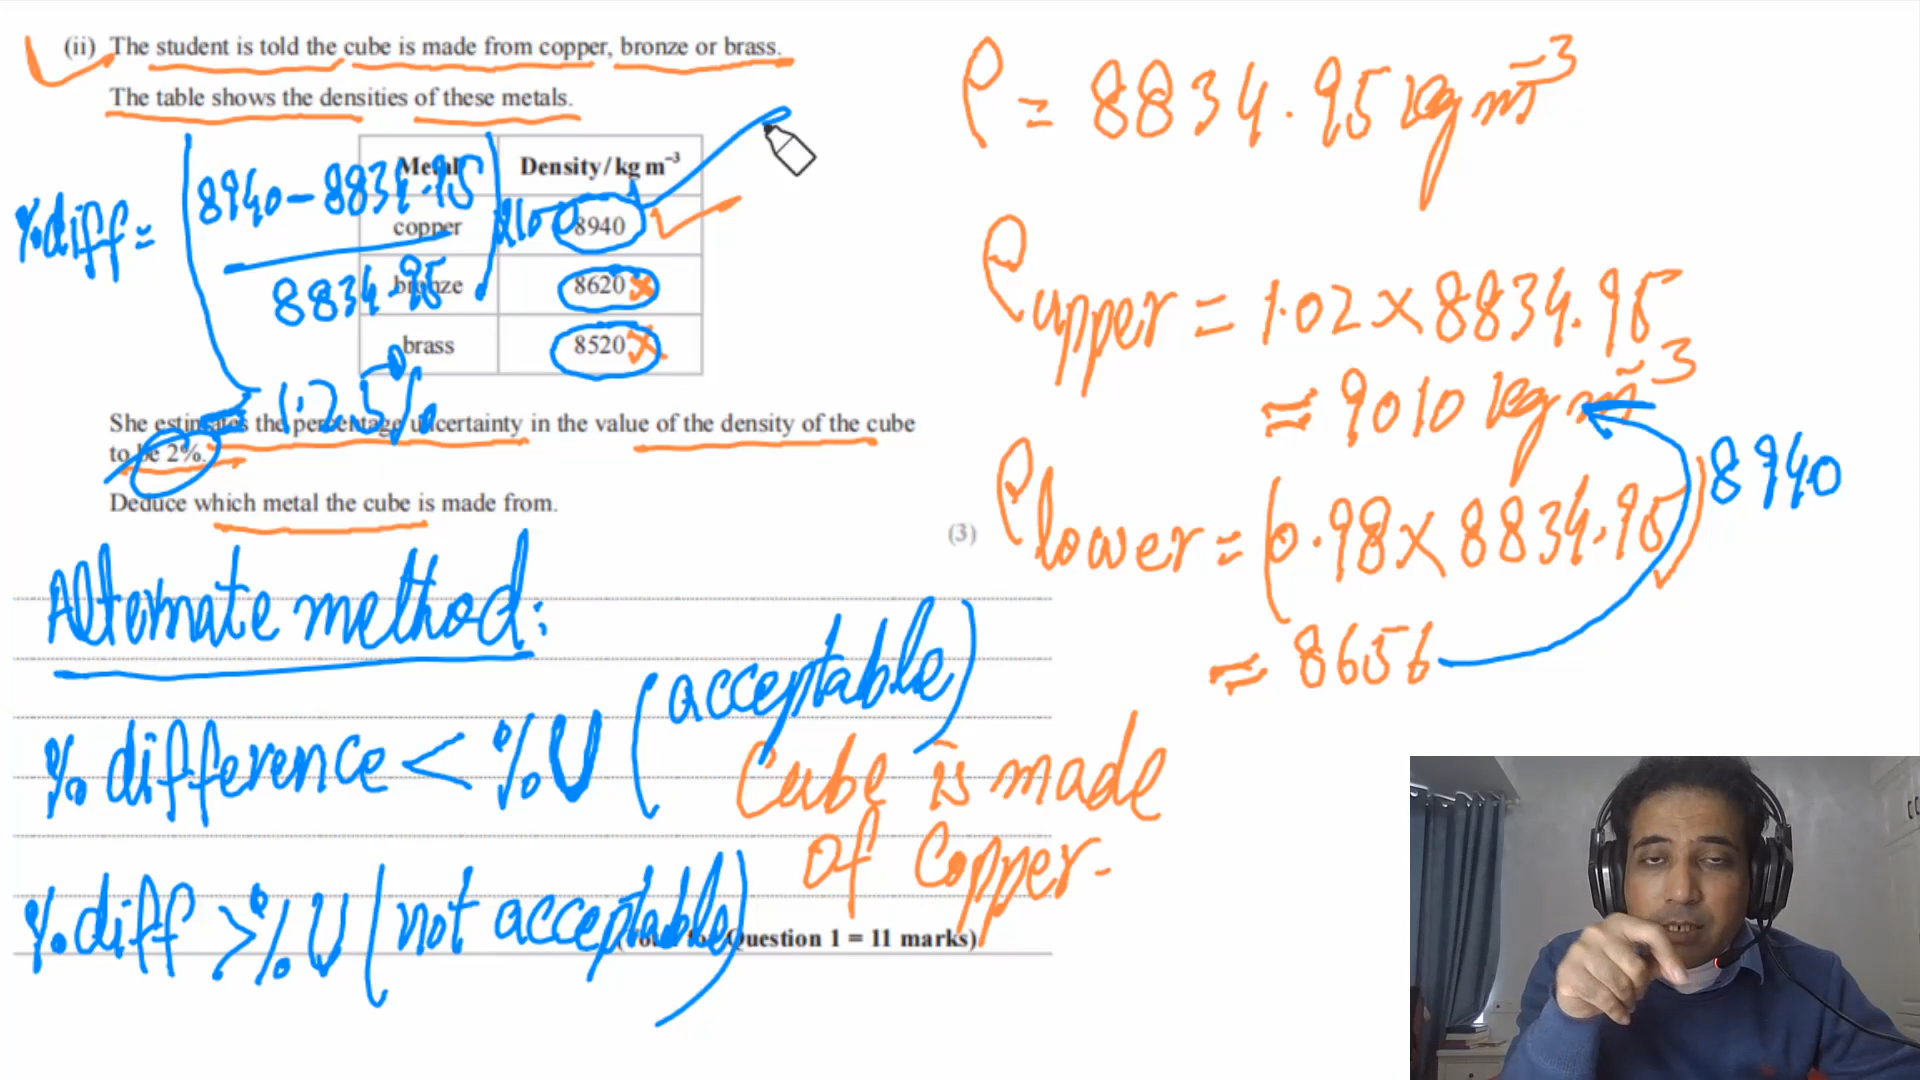 (ii) The student is told the cube is made from copper, bronze or brass.
The table shows the densities of these metals.
Metal Density/kg m⁻³
copper 8940
bronze 8620 ×
brass 8520 ×
% diff = (8940 - 8834.95 / 8834.95) × 100
= 1.25%
She estimates the percentage uncertainty in the value of the density of the cube
to be 2%.
Deduce which metal the cube is made from.
(3)
Alternate method:
% difference < % U (acceptable)
% diff > % U (not acceptable)
Cube is made
of Copper.
(Total for Question 1 = 11 marks)
ρ = 8834.95 kg m⁻³
ρupper = 1.02 × 8834.95
= 9010 kg m⁻³
8940
ρlower = (0.98 × 8834.95)
= 8656